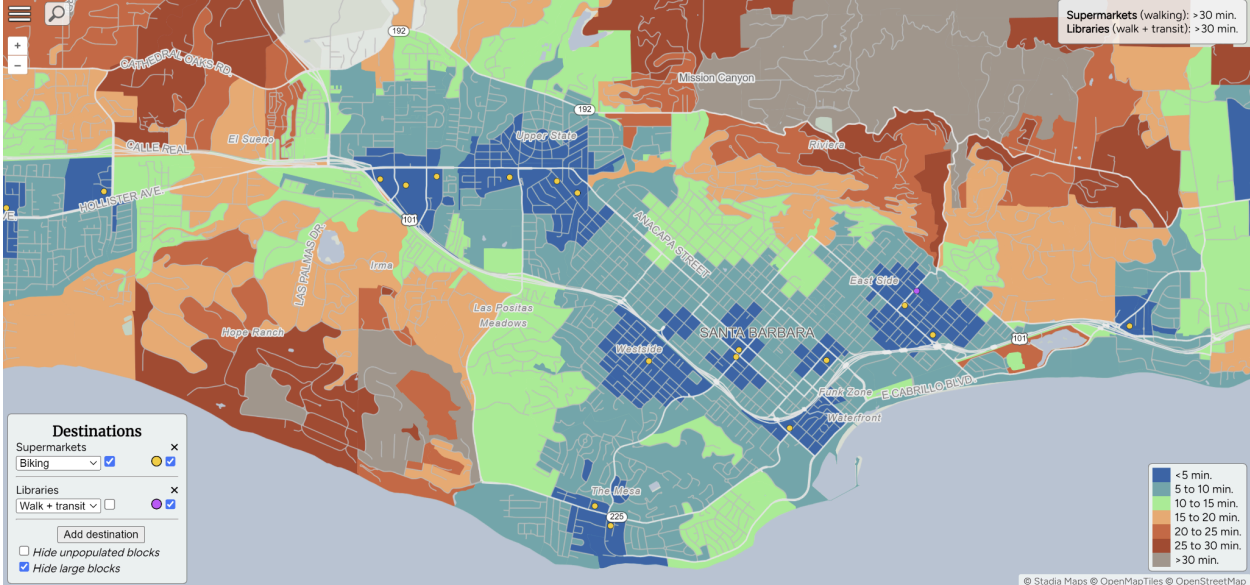 192
Supermarkets (walking): >30 min.
Libraries (walk + transit): >30 min.
+
−
CATHEDRAL OAKS RD.
Mission Canyon
192
El Sueno
Upper State
CALLE REAL
Riviera
HOLLISTER AVE.
VE.
101
ANACAPA STREET
LAS PALMAS DR.
Irma
East Side
Las Positas
Meadows
Hope Ranch
SANTA BARBARA
Westside
101
Funk Zone
E CABRILLO BLVD.
Waterfront
The Mesa
225
Destinations
Supermarkets
Biking
Libraries
Walk + transit
Add destination
Hide unpopulated blocks
Hide large blocks
<5 min.
5 to 10 min.
10 to 15 min.
15 to 20 min.
20 to 25 min.
25 to 30 min.
>30 min.
© Stadia Maps © OpenMapTiles © OpenStreetMap